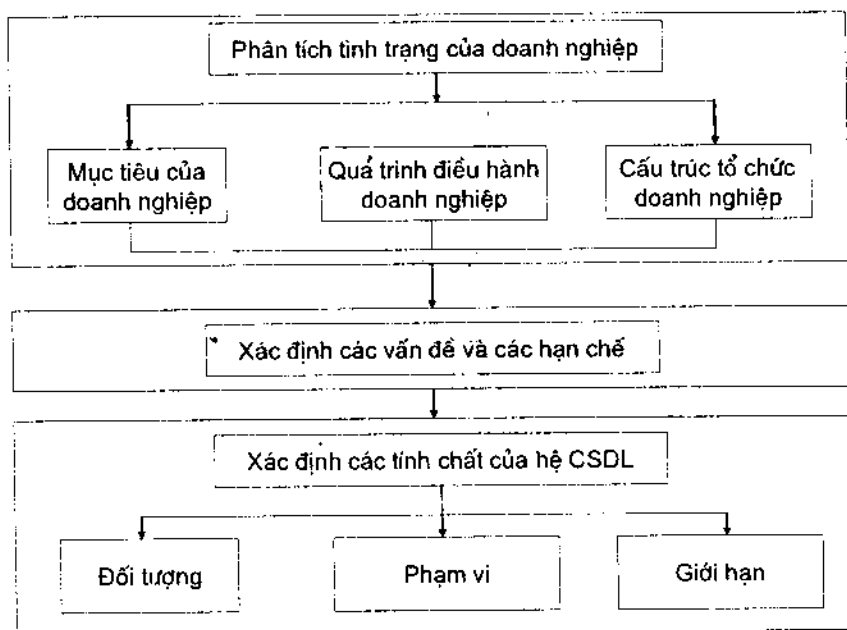 Phân tích tình trạng của doanh nghiệp
Mục tiêu của
doanh nghiệp
Quá trình điều hành
doanh nghiệp
Cấu trúc tổ chức
doanh nghiệp
Xác định các vấn đề và các hạn chế
Xác định các tính chất của hệ CSDL
Đối tượng
Phạm vi
Giới hạn